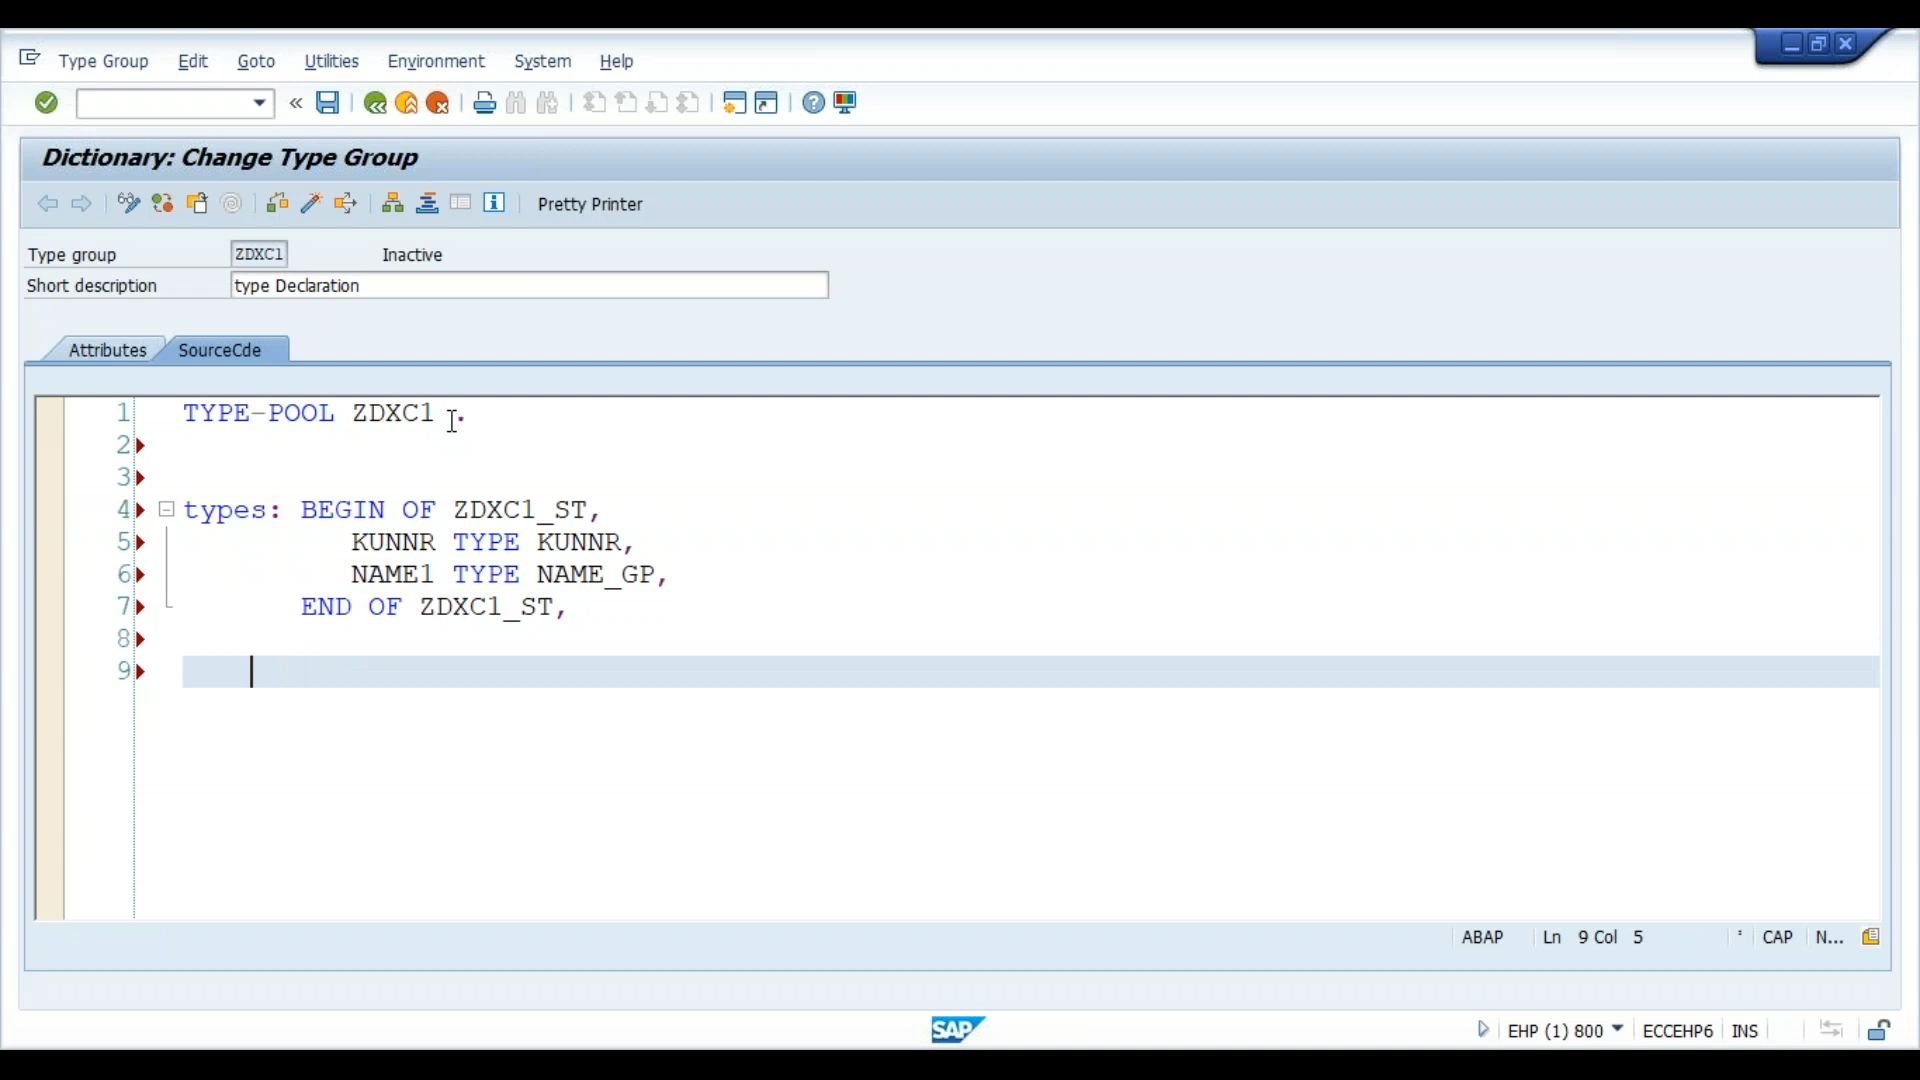 Type Group Edit Goto Utilities Environment System Help
«
Dictionary: Change Type Group
Pretty Printer
Type group ZDXC1 Inactive
Short description type Declaration
Attributes SourceCde
1 TYPE-POOL ZDXC1 .
2
3
4 types: BEGIN OF ZDXC1_ST,
5 KUNNR TYPE KUNNR,
6 NAME1 TYPE NAME_GP,
7 END OF ZDXC1_ST,
8
9
ABAP Ln 9 Col 5 CAP N...
SAP EHP (1) 800 ECCEHP6 INS